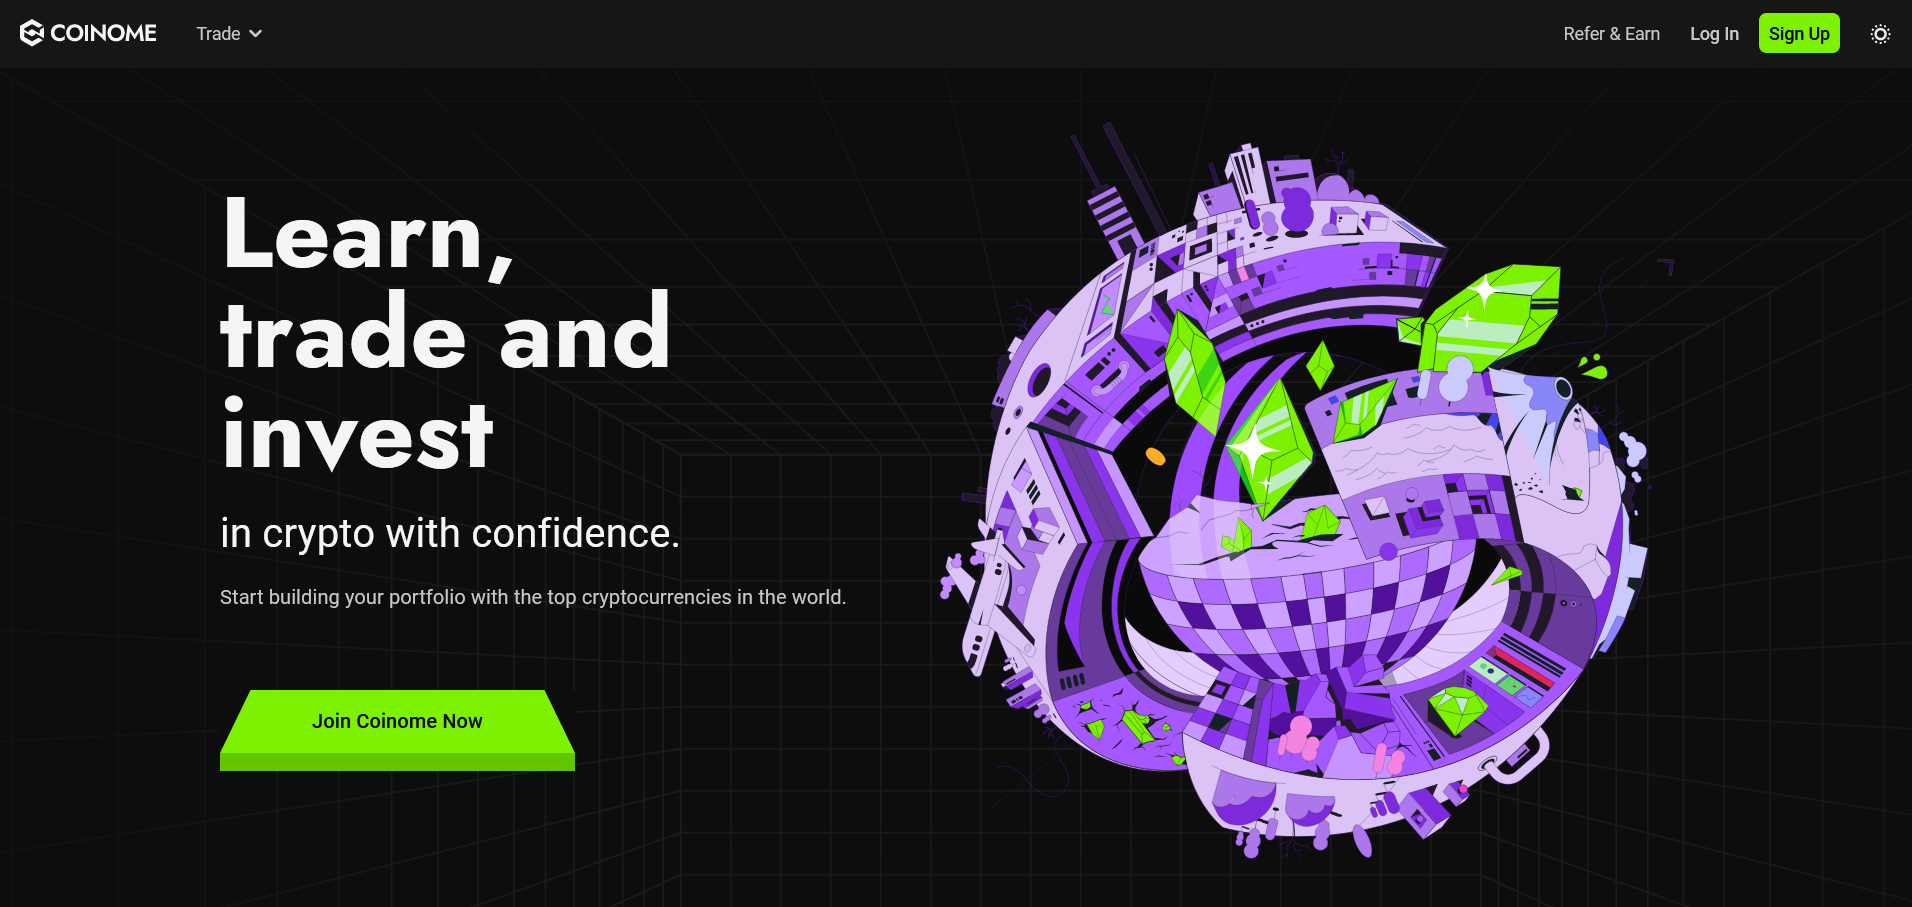 COINOME
Trade
Refer & Earn
Log In
Sign Up
Learn,
trade and
invest
in crypto with confidence.
Start building your portfolio with the top cryptocurrencies in the world.
Join Coinome Now